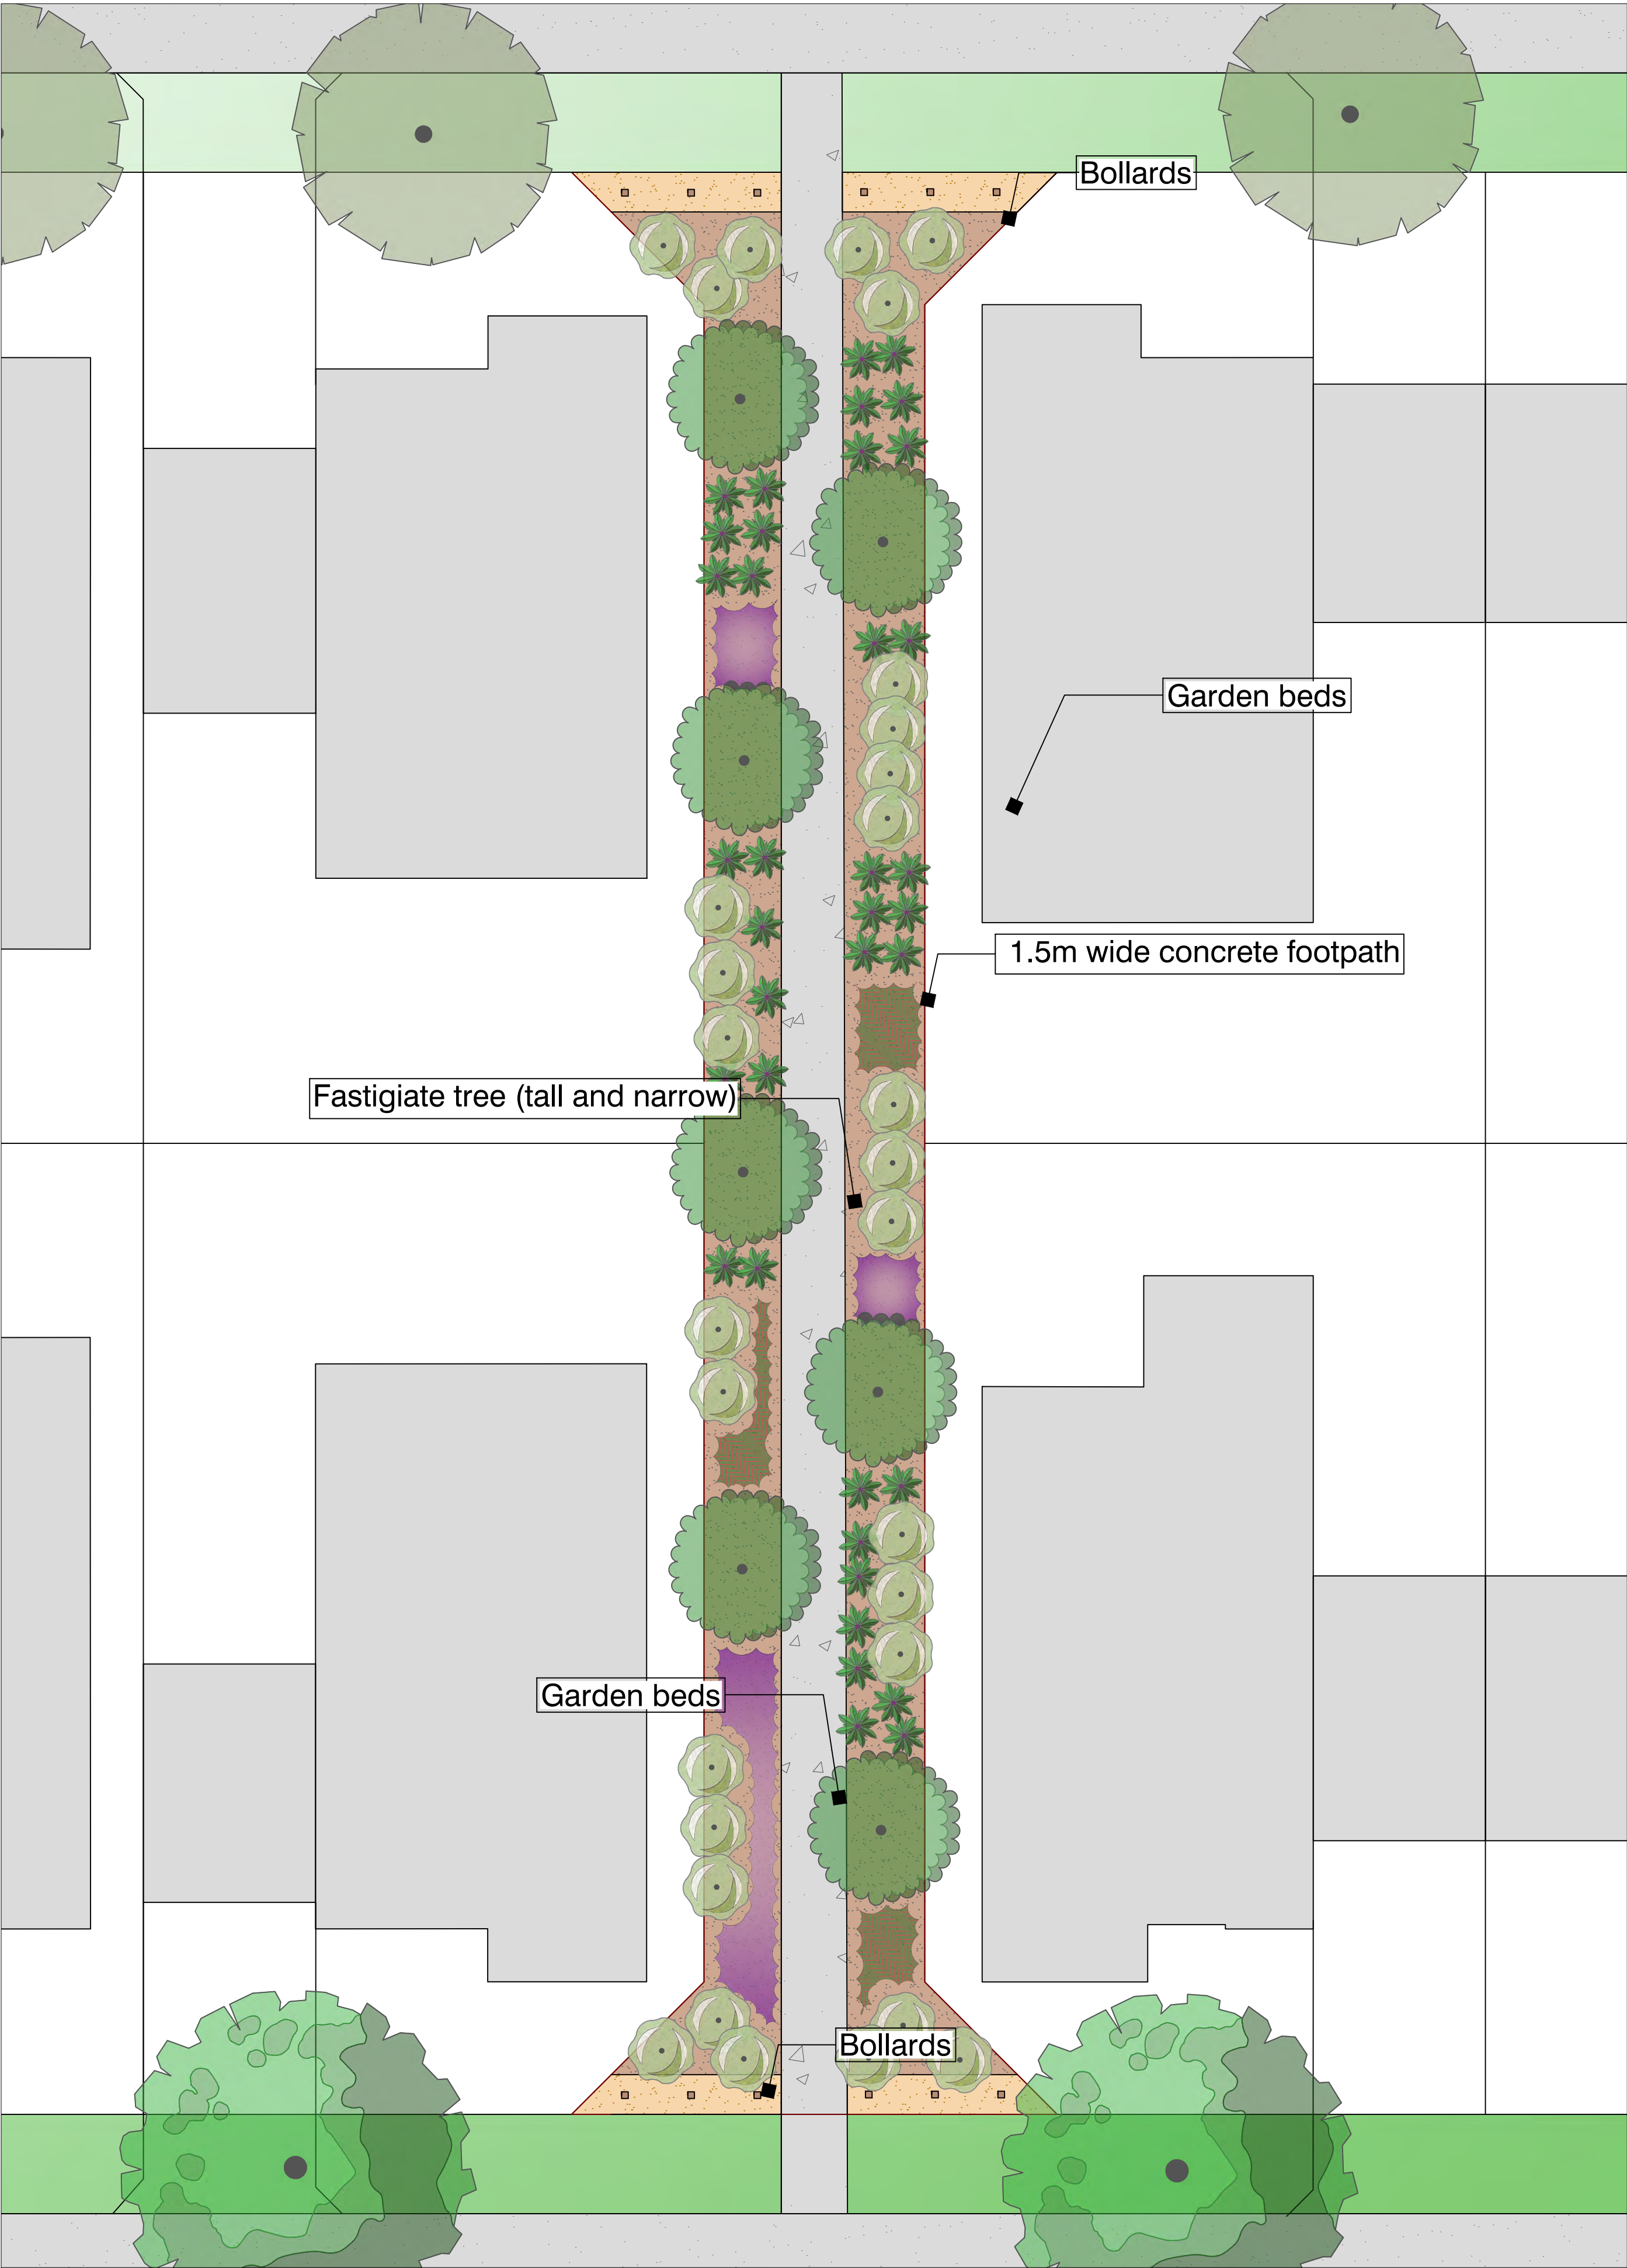 Bollards
Garden beds
1.5m wide concrete footpath
Fastigiate tree (tall and narrow)
Garden beds
Bollards